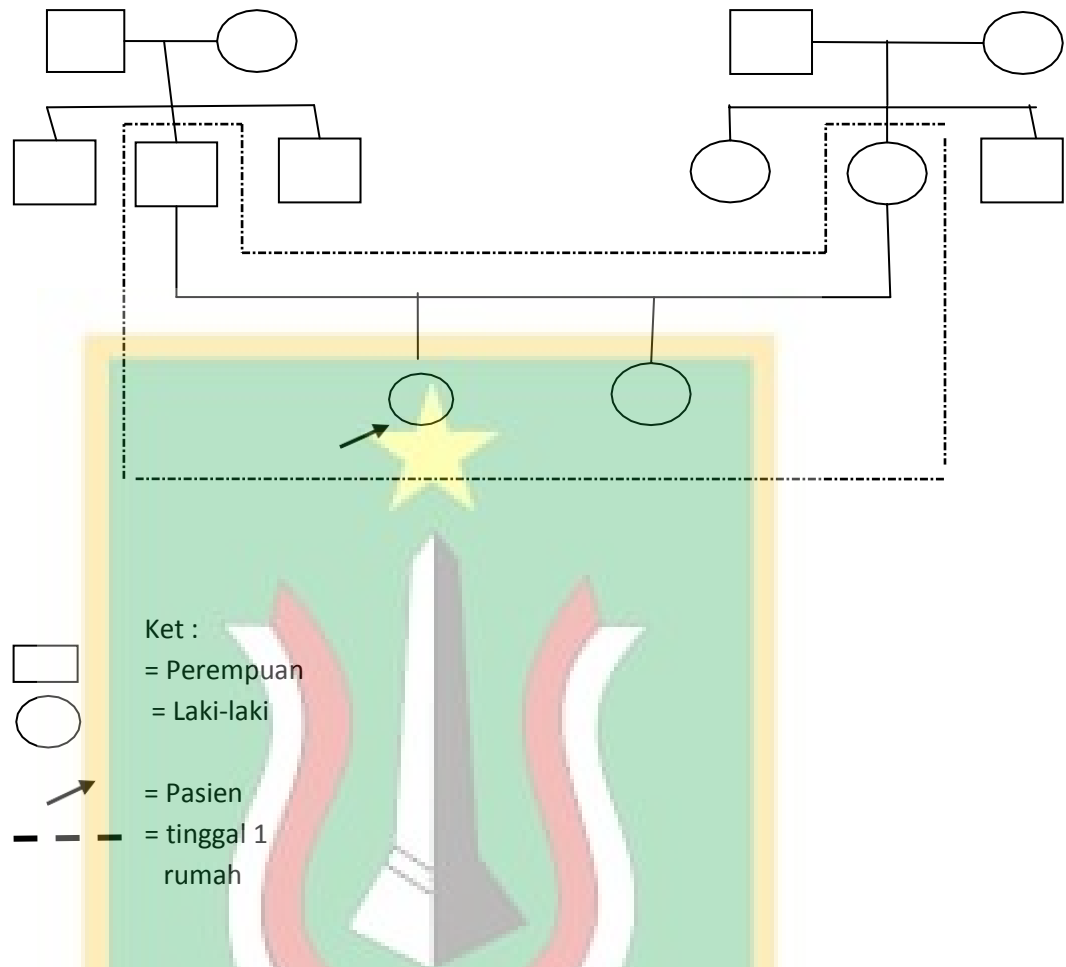 Ket :
= Perempuan
= Laki-laki
= Pasien
= tinggal 1
rumah